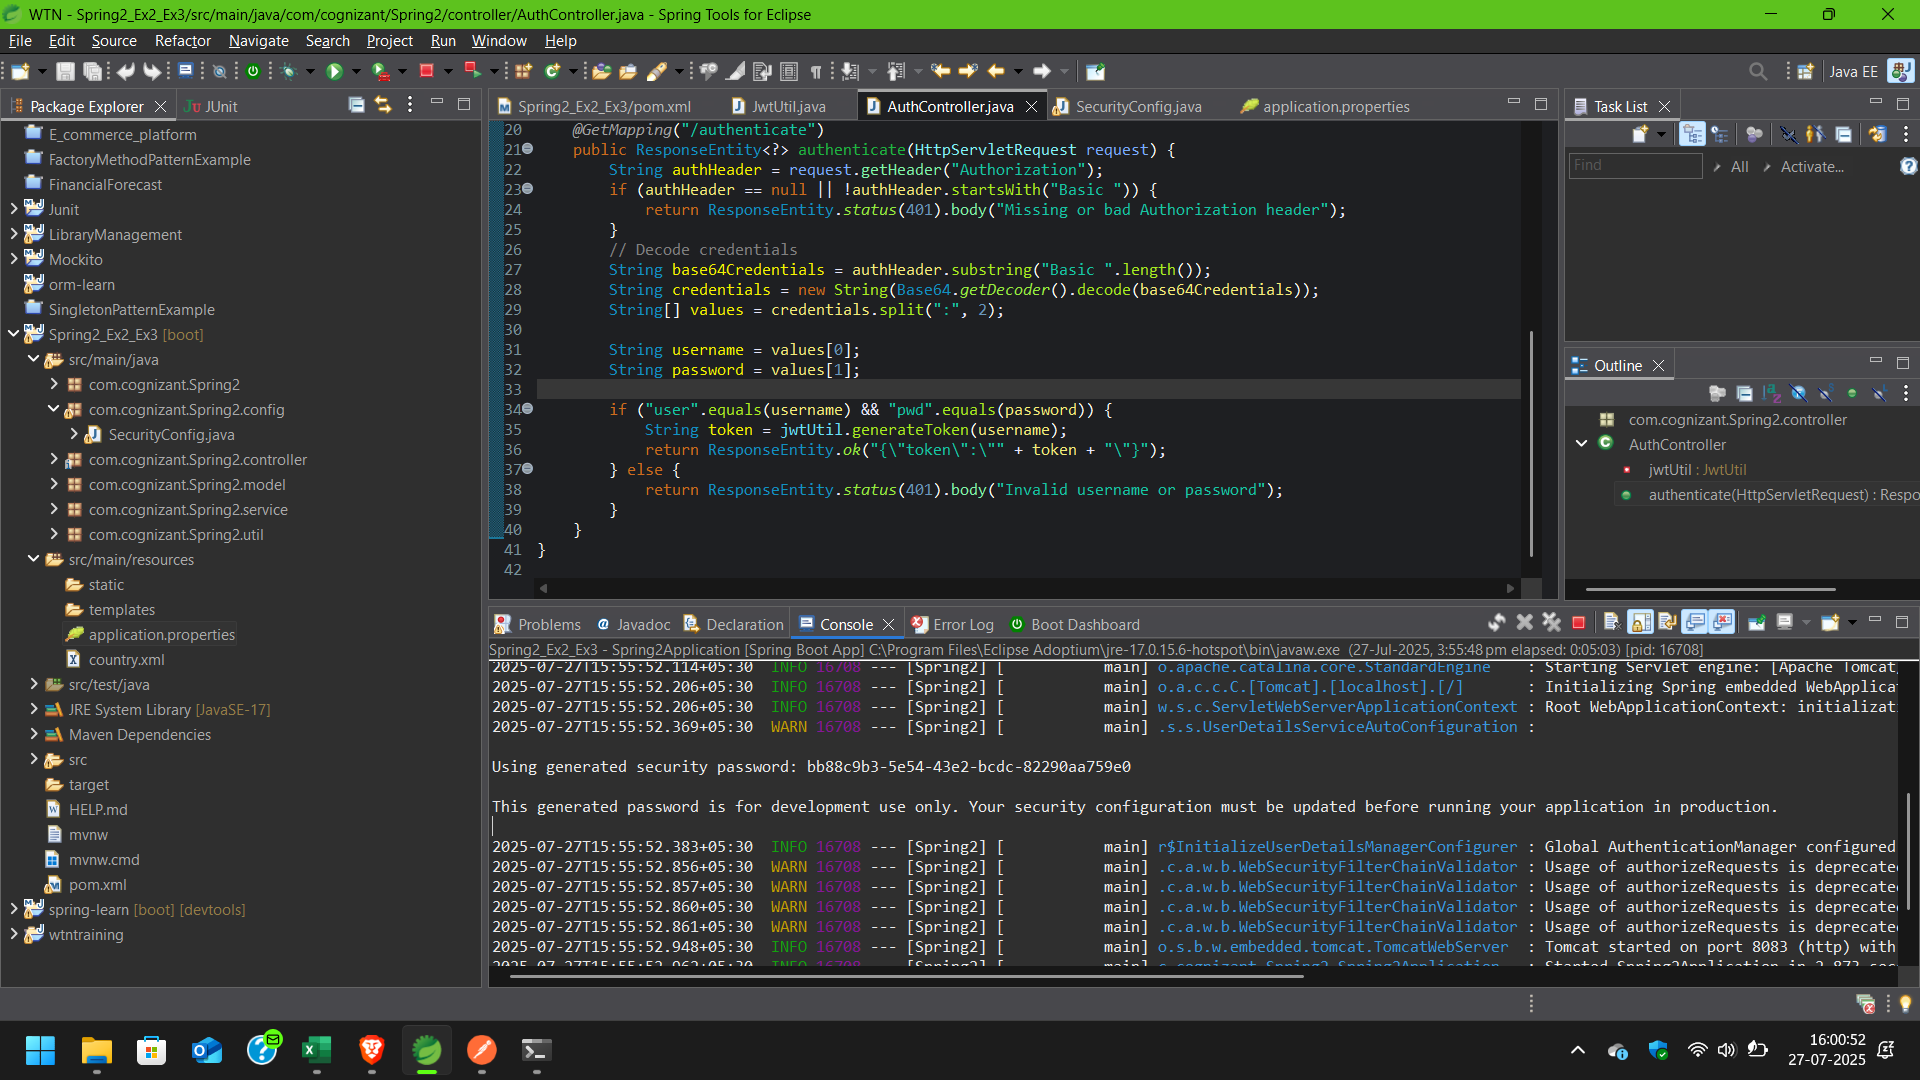 WTN - Spring2_Ex2_Ex3/src/main/java/com/cognizant/Spring2/controller/AuthController.java - Spring Tools for Eclipse
File Edit Source Refactor Navigate Search Project Run Window Help
Java EE
Package Explorer
JUnit
E_commerce_platform
FactoryMethodPatternExample
FinancialForecast
Junit
LibraryManagement
Mockito
orm-learn
SingletonPatternExample
Spring2_Ex2_Ex3 [boot]
src/main/java
com.cognizant.Spring2
com.cognizant.Spring2.config
SecurityConfig.java
com.cognizant.Spring2.controller
com.cognizant.Spring2.model
com.cognizant.Spring2.service
com.cognizant.Spring2.util
src/main/resources
static
templates
application.properties
country.xml
src/test/java
JRE System Library [JavaSE-17]
Maven Dependencies
src
target
HELP.md
mvnw
mvnw.cmd
pom.xml
spring-learn [boot] [devtools]
wtntraining
Spring2_Ex2_Ex3/pom.xml JwtUtil.java AuthController.java SecurityConfig.java application.properties
20 @GetMapping("/authenticate")
21 public ResponseEntity<?> authenticate(HttpServletRequest request) {
22 String authHeader = request.getHeader("Authorization");
23 if (authHeader == null || !authHeader.startsWith("Basic ")) {
24 return ResponseEntity.status(401).body("Missing or bad Authorization header");
25 }
26 // Decode credentials
27 String base64Credentials = authHeader.substring("Basic ".length());
28 String credentials = new String(Base64.getDecoder().decode(base64Credentials));
29 String[] values = credentials.split(":", 2);
30
31 String username = values[0];
32 String password = values[1];
33
34 if ("user".equals(username) && "pwd".equals(password)) {
35 String token = jwtUtil.generateToken(username);
36 return ResponseEntity.ok("{\"token\":\"" + token + "\"}");
37 } else {
38 return ResponseEntity.status(401).body("Invalid username or password");
39 }
40 }
41 }
42
Task List
Find
All
Activate...
Outline
com.cognizant.Spring2.controller
AuthController
jwtUtil : JwtUtil
authenticate(HttpServletRequest) : Respo
Problems Javadoc Declaration Console Error Log Boot Dashboard
Spring2_Ex2_Ex3 - Spring2Application [Spring Boot App] C:\Program Files\Eclipse Adoptium\jre-17.0.15.6-hotspot\bin\javaw.exe (27-Jul-2025, 3:55:48 pm elapsed: 0:05:03) [pid: 16708]
2025-07-27T15:55:52.114+05:30 INFO 16708 --- [Spring2] [ main] o.apache.catalina.core.StandardEngine : Starting Servlet engine: [Apache Tomcat
2025-07-27T15:55:52.206+05:30 INFO 16708 --- [Spring2] [ main] o.a.c.c.C.[Tomcat].[localhost].[/] : Initializing Spring embedded WebApplica
2025-07-27T15:55:52.206+05:30 INFO 16708 --- [Spring2] [ main] w.s.c.ServletWebServerApplicationContext : Root WebApplicationContext: initializat
2025-07-27T15:55:52.369+05:30 WARN 16708 --- [Spring2] [ main] .s.s.UserDetailsServiceAutoConfiguration :
Using generated security password: bb88c9b3-5e54-43e2-bcdc-82290aa759e0
This generated password is for development use only. Your security configuration must be updated before running your application in production.
2025-07-27T15:55:52.383+05:30 INFO 16708 --- [Spring2] [ main] r$InitializeUserDetailsManagerConfigurer : Global AuthenticationManager configured
2025-07-27T15:55:52.856+05:30 WARN 16708 --- [Spring2] [ main] .c.a.w.b.WebSecurityFilterChainValidator : Usage of authorizeRequests is deprecate
2025-07-27T15:55:52.857+05:30 WARN 16708 --- [Spring2] [ main] .c.a.w.b.WebSecurityFilterChainValidator : Usage of authorizeRequests is deprecate
2025-07-27T15:55:52.860+05:30 WARN 16708 --- [Spring2] [ main] .c.a.w.b.WebSecurityFilterChainValidator : Usage of authorizeRequests is deprecate
2025-07-27T15:55:52.861+05:30 WARN 16708 --- [Spring2] [ main] .c.a.w.b.WebSecurityFilterChainValidator : Usage of authorizeRequests is deprecate
2025-07-27T15:55:52.948+05:30 INFO 16708 --- [Spring2] [ main] o.s.b.w.embedded.tomcat.TomcatWebServer : Tomcat started on port 8083 (http) with
16:00:52
27-07-2025